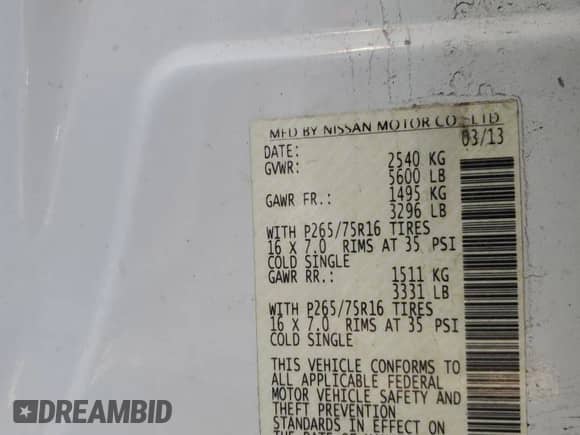 MFD BY NISSAN MOTOR CO., LTD
DATE: 03/13
GVWR: 2540 KG
5600 LB
GAWR FR.: 1495 KG
3296 LB
WITH P265/75R16 TIRES
16 X 7.0 RIMS AT 35 PSI
COLD SINGLE
GAWR RR.: 1511 KG
3331 LB
WITH P265/75R16 TIRES
16 X 7.0 RIMS AT 35 PSI
COLD SINGLE
THIS VEHICLE CONFORMS TO
ALL APPLICABLE FEDERAL
MOTOR VEHICLE SAFETY AND
THEFT PREVENTION
STANDARDS IN EFFECT ON
THE DATE OF
DREAMBID